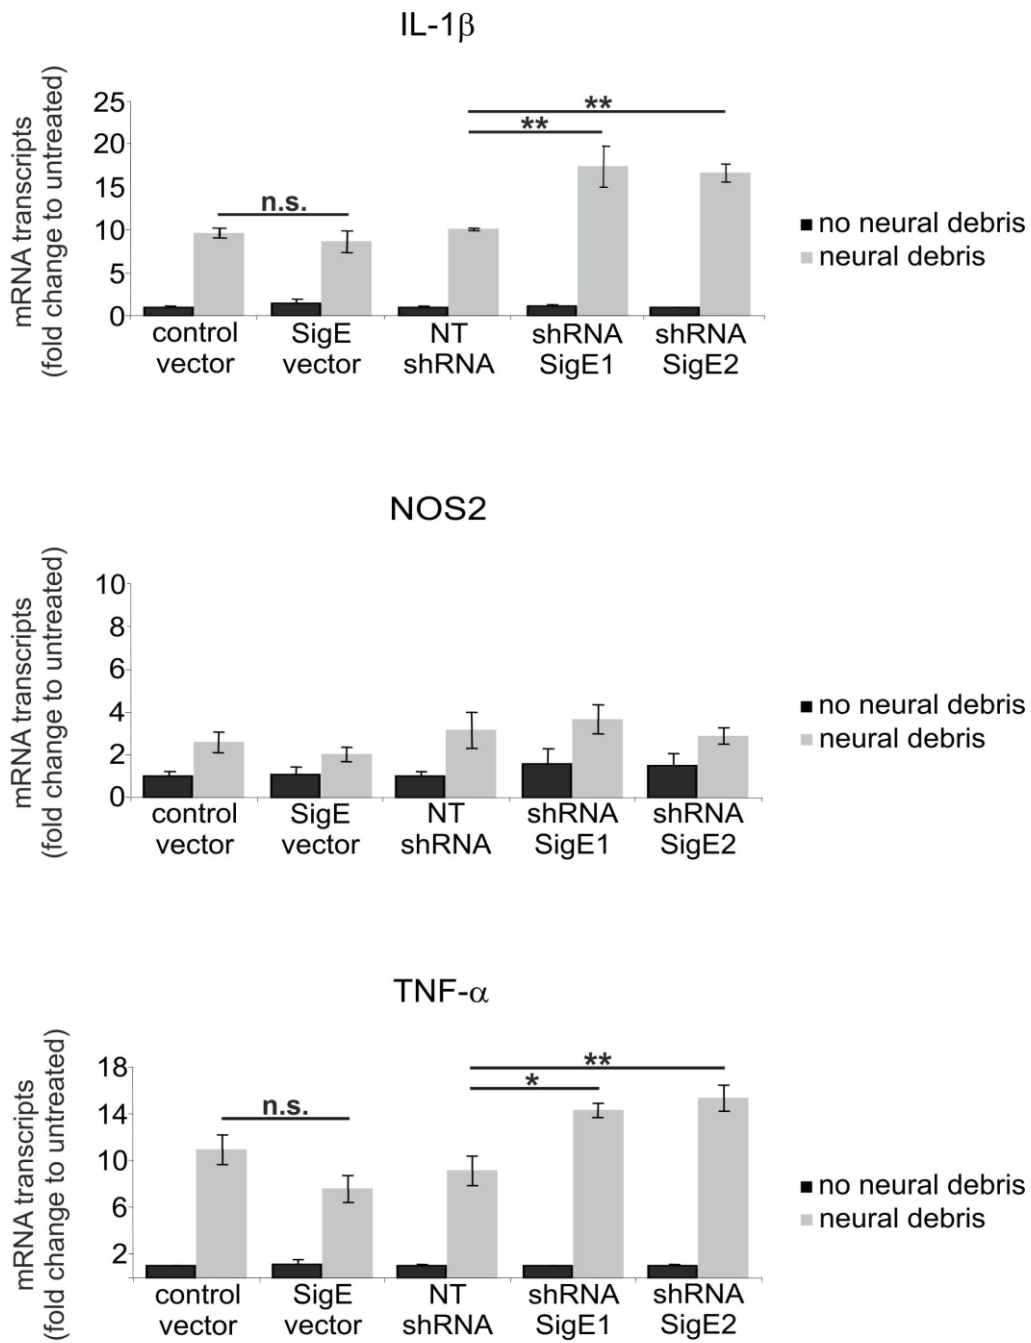 IL-1β
mRNA transcripts
(fold change to untreated)
25
20
15
10
5
0
**
**
n.s.
control
vector
SigE
vector
NT
shRNA
shRNA
SigE1
shRNA
SigE2
no neural debris
neural debris
NOS2
mRNA transcripts
(fold change to untreated)
10
8
6
4
2
0
control
vector
SigE
vector
NT
shRNA
shRNA
SigE1
shRNA
SigE2
no neural debris
neural debris
TNF-α
mRNA transcripts
(fold change to untreated)
18
14
10
6
2
**
*
n.s.
control
vector
SigE
vector
NT
shRNA
shRNA
SigE1
shRNA
SigE2
no neural debris
neural debris